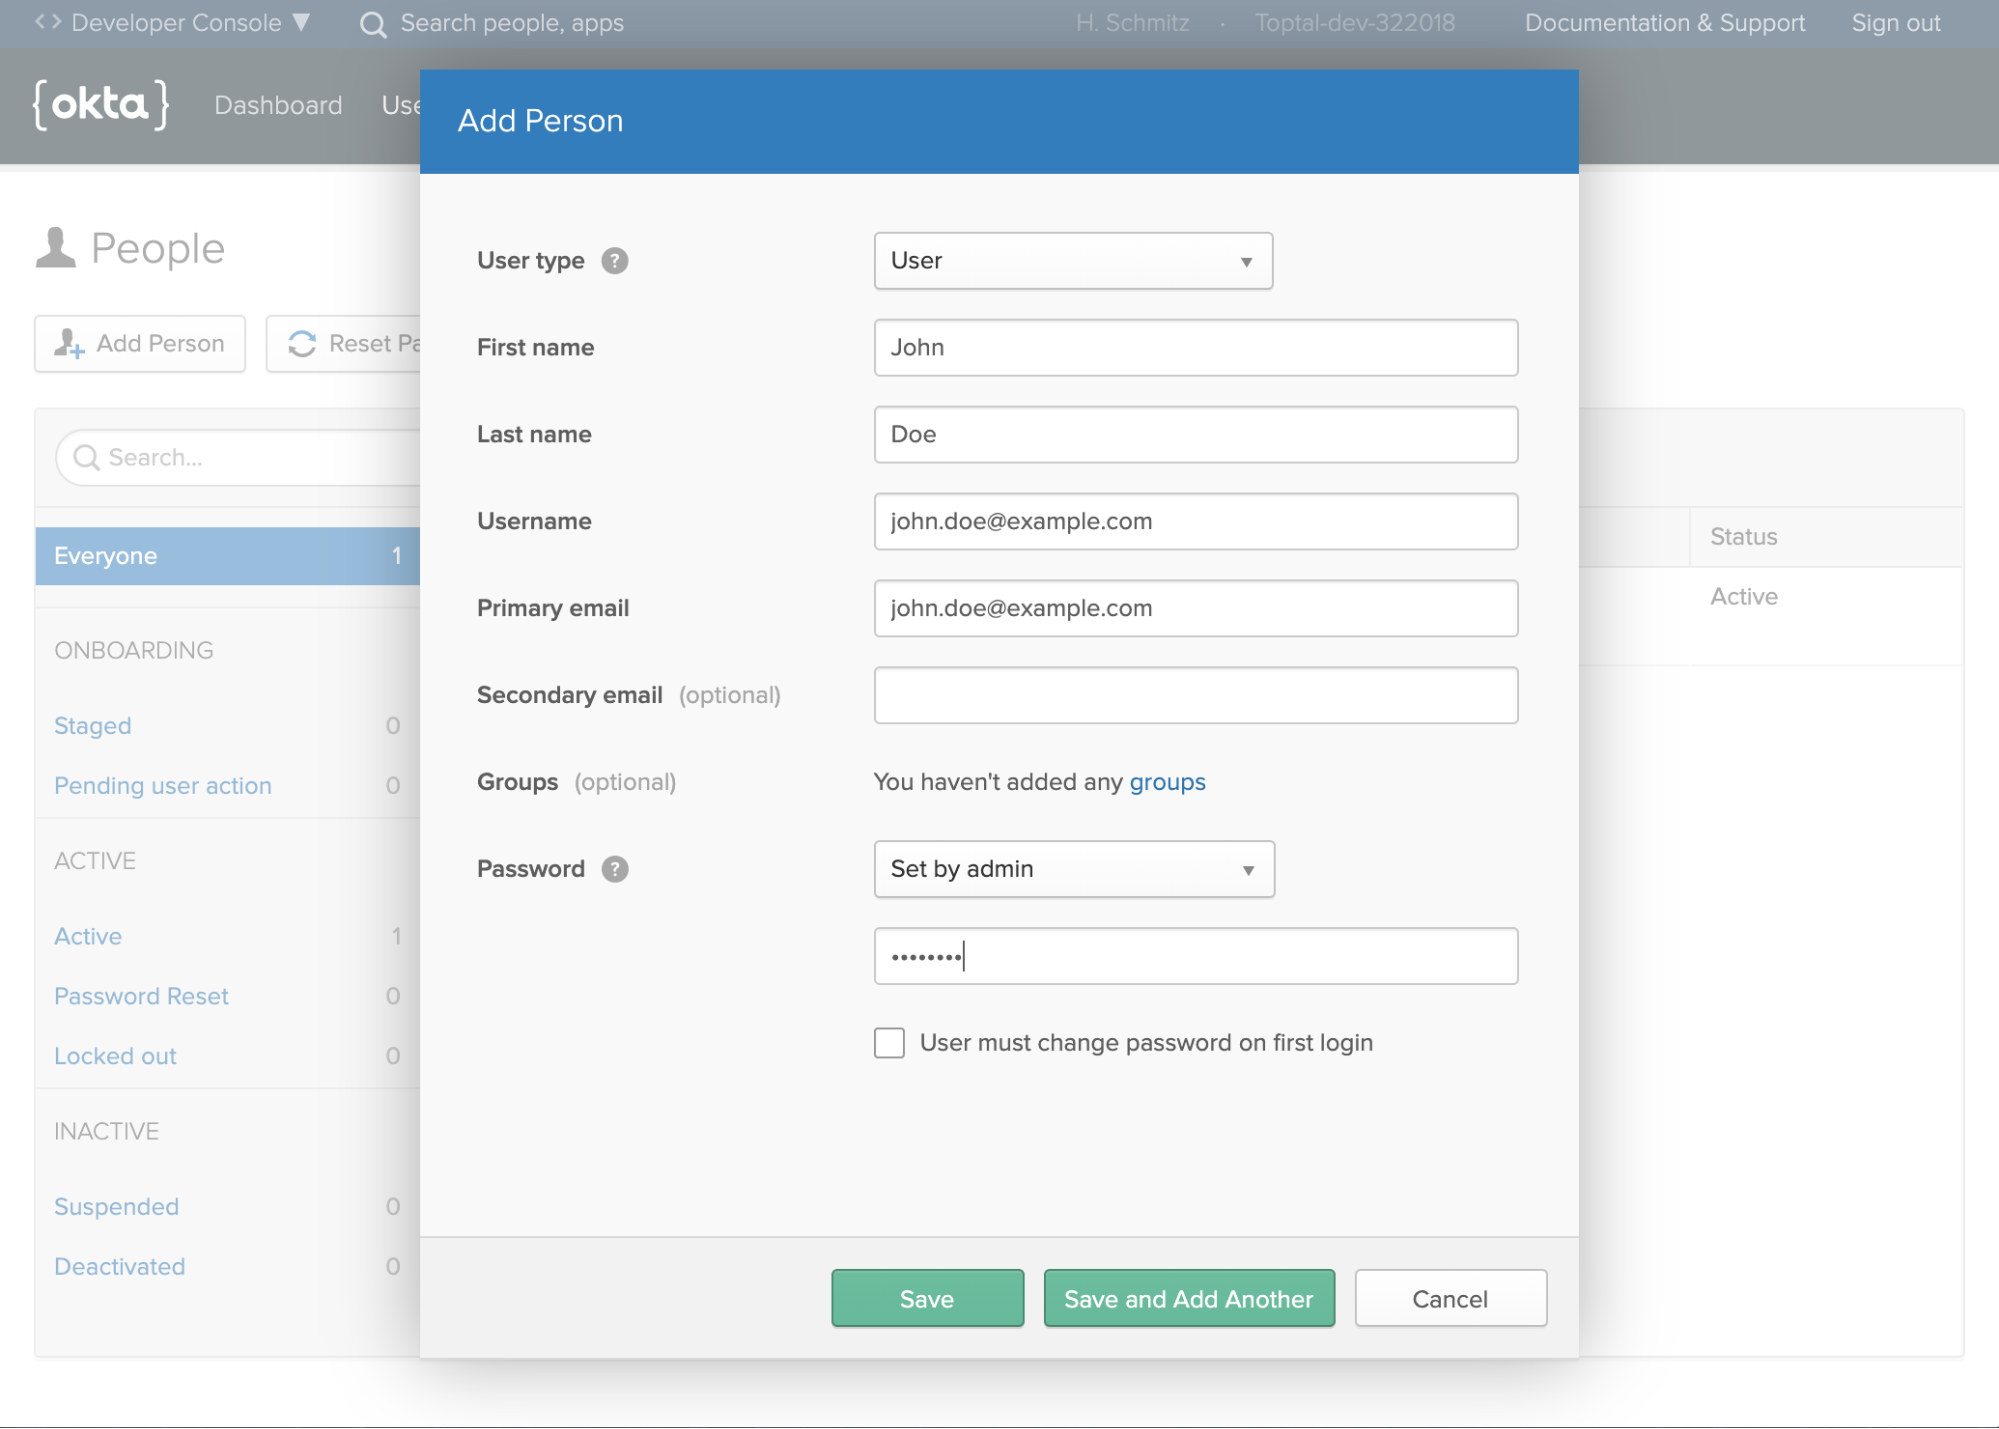 <> Developer Console ▼ Search people, apps H. Schmitz · Toptal-dev-322018 Documentation & Support Sign out
{okta} Dashboard Use
Add Person
People
Add Person Reset Pa
Search...
Everyone 1
ONBOARDING
Staged 0
Pending user action 0
ACTIVE
Active 1
Password Reset 0
Locked out 0
INACTIVE
Suspended 0
Deactivated 0
User type ? User ▼
First name John
Last name Doe
Username john.doe@example.com
Primary email john.doe@example.com
Secondary email (optional)
Groups (optional) You haven't added any groups
Password ? Set by admin ▼
••••••••
User must change password on first login
Save Save and Add Another Cancel
Status
Active